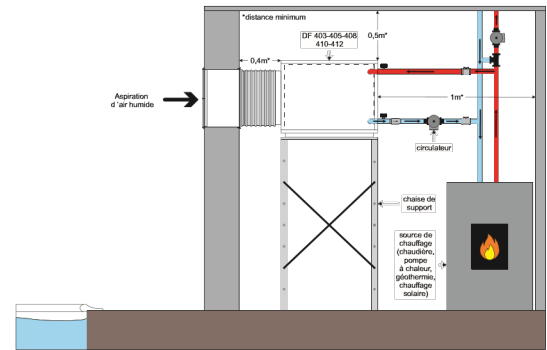 *distance minimum
DF 403-405-408
410-412
0,5m*
0,4m*
Aspiration
d 'air humide
1m*
circulateur
chaise de
support
source de
chauffage
(chaudière,
pompe
à chaleur,
géothermie,
chauffage
solaire)